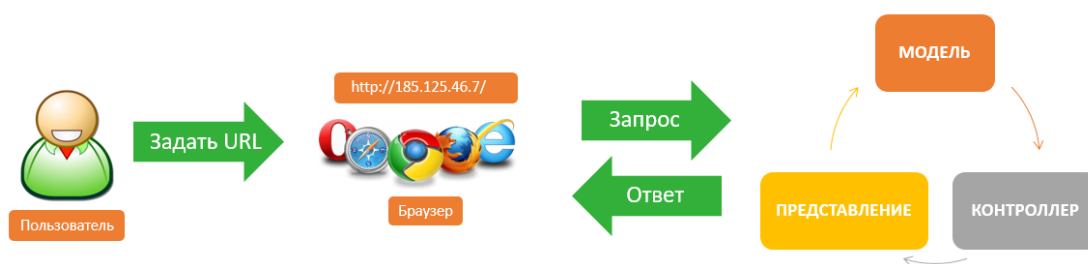 МОДЕЛЬ
http://185.125.46.7/
Задать URL
Запрос
Ответ
Пользователь
Браузер
ПРЕДСТАВЛЕНИЕ
КОНТРОЛЛЕР